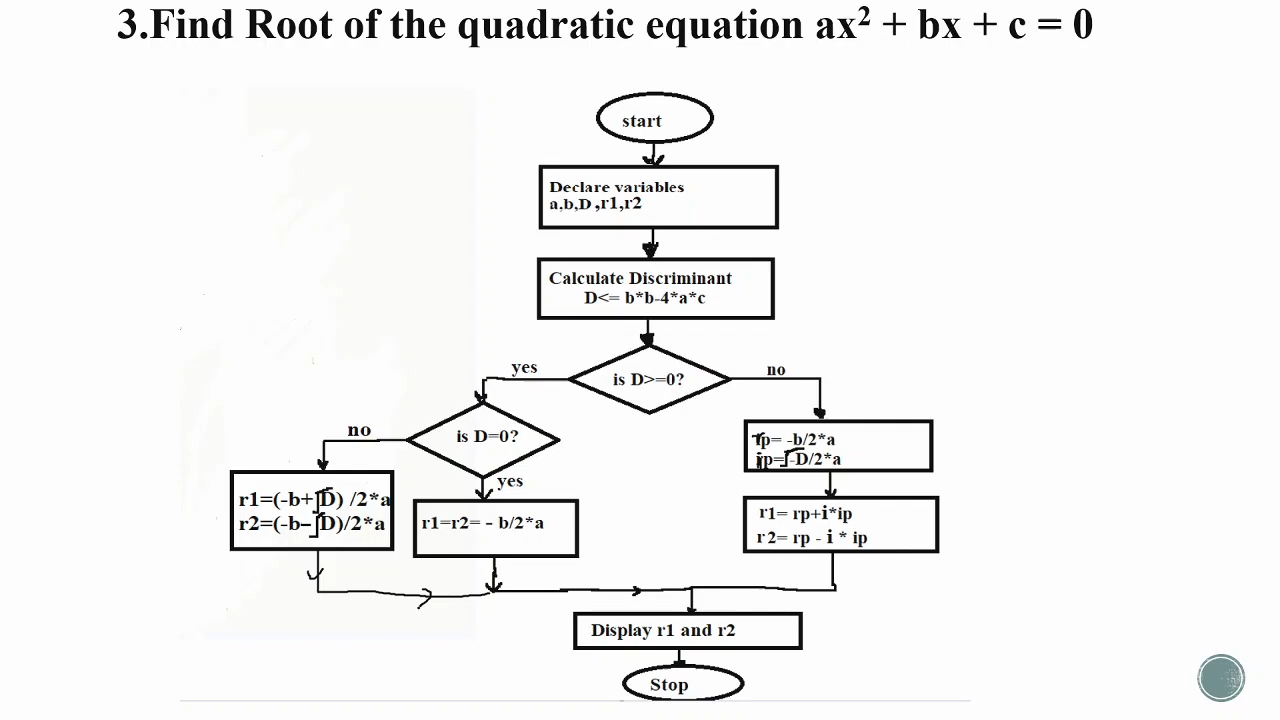 3.Find Root of the quadratic equation ax² + bx + c = 0
start
Declare variables
a,b,D ,r1,r2
Calculate Discriminant
D<= b*b-4*a*c
is D>=0?
yes
no
is D=0?
no
yes
rp= -b/2*a
ip=√-D/2*a
r1=(-b+√D) /2*a
r2=(-b-√D)/2*a
r1=r2= - b/2*a
r1= rp+i*ip
r2= rp - i * ip
Display r1 and r2
Stop